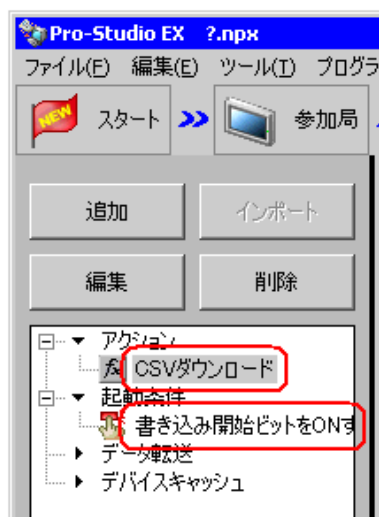 Pro-Studio EX ?.npx
ファイル(F) 編集(E) ツール(T) プログラ
NEW スタート 参加局
追加 インポート
編集 削除
アクション
fx CSVダウンロード
起動条件
書き込み開始ビットをONす
データ転送
デバイスキャッシュ